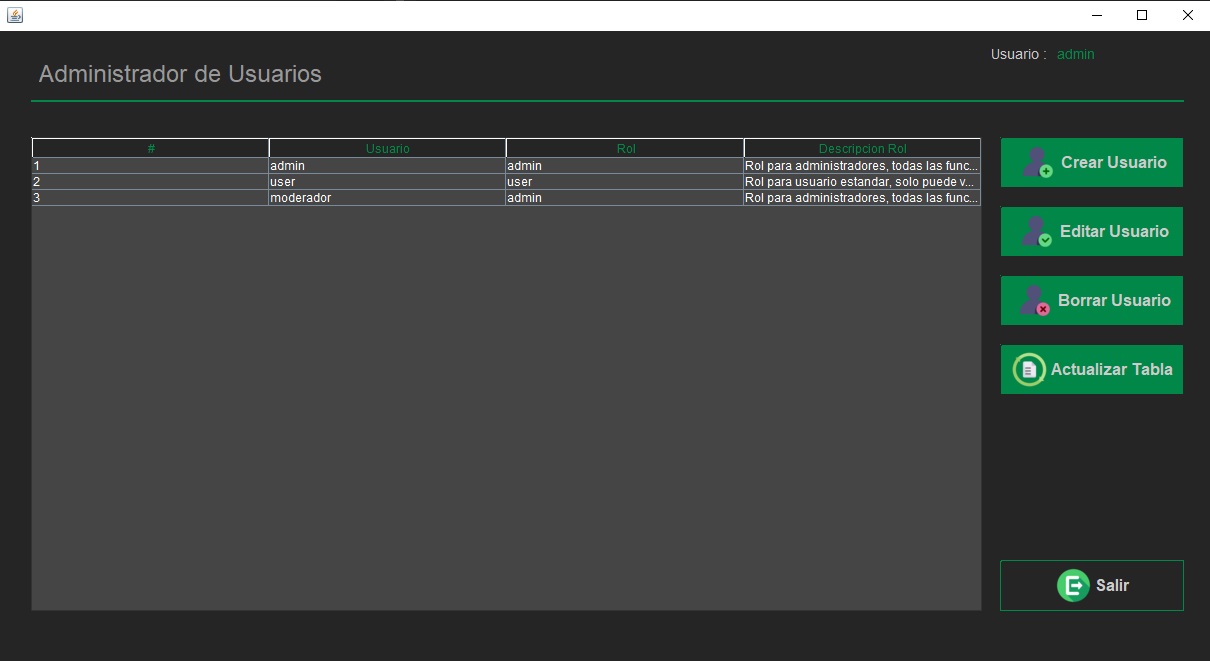 Usuario : admin
Administrador de Usuarios
# Usuario Rol Descripcion Rol
1 admin admin Rol para administradores, todas las func...
2 user user Rol para usuario estandar, solo puede v...
3 moderador admin Rol para administradores, todas las func...
Crear Usuario
Editar Usuario
Borrar Usuario
Actualizar Tabla
Salir